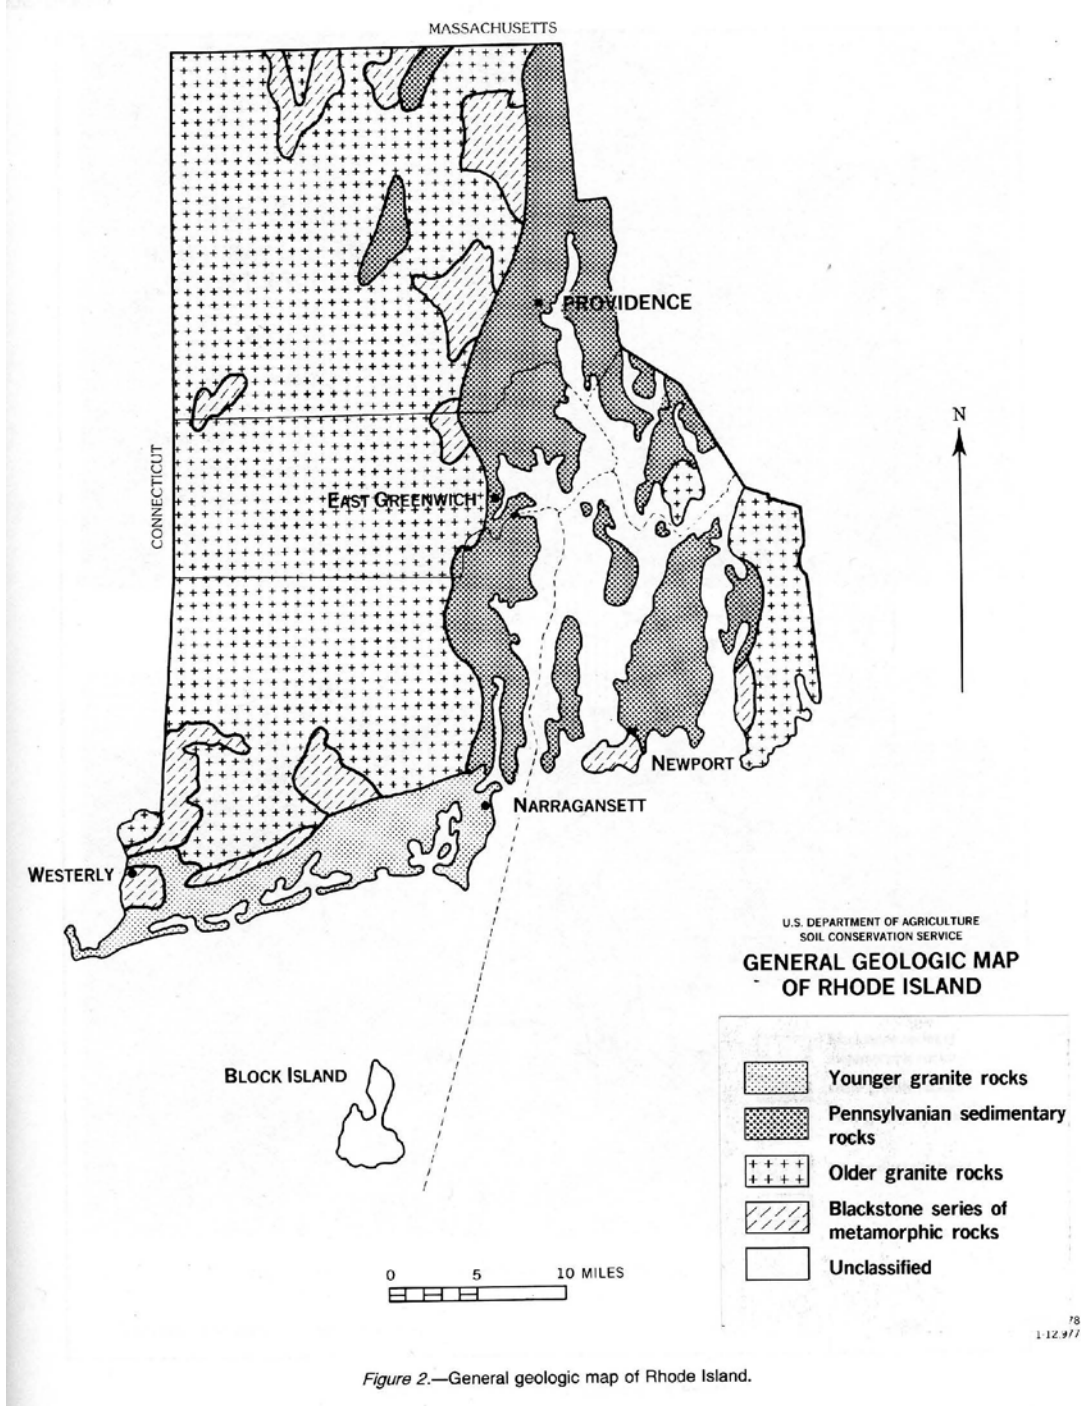 MASSACHUSETTS
PROVIDENCE
N
CONNECTICUT
EAST GREENWICH
NEWPORT
NARRAGANSETT
WESTERLY
U.S. DEPARTMENT OF AGRICULTURE
SOIL CONSERVATION SERVICE
GENERAL GEOLOGIC MAP
OF RHODE ISLAND
BLOCK ISLAND
Younger granite rocks
Pennsylvanian sedimentary
rocks
Older granite rocks
Blackstone series of
metamorphic rocks
Unclassified
0 5 10 MILES
Figure 2.—General geologic map of Rhode Island.